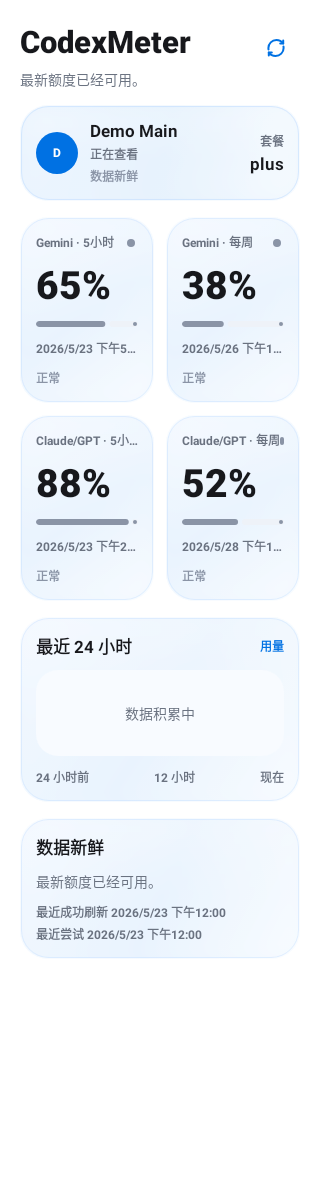 CodexMeter
最新额度已经可用。
D
Demo Main
正在查看
数据新鲜
套餐
plus
Gemini · 5小时
65%
2026/5/23 下午5…
正常
Gemini · 每周
38%
2026/5/26 下午1…
正常
Claude/GPT · 5小…
88%
2026/5/23 下午2…
正常
Claude/GPT · 每周
52%
2026/5/28 下午1…
正常
最近 24 小时
用量
数据积累中
24 小时前
12 小时
现在
数据新鲜
最新额度已经可用。
最近成功刷新 2026/5/23 下午12:00
最近尝试 2026/5/23 下午12:00